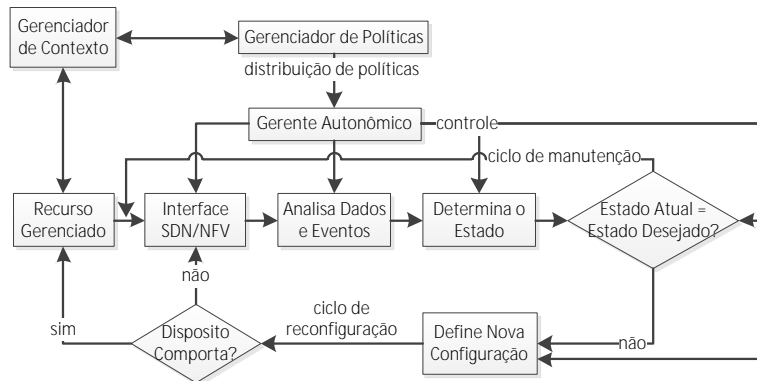 Gerenciador
de Contexto
Gerenciador de Políticas
distribuição de políticas
Gerente Autonômico
controle
ciclo de manutenção
Recurso
Gerenciado
Interface
SDN/NFV
Analisa Dados
e Eventos
Determina o
Estado
Estado Atual =
Estado Desejado?
não
ciclo de
reconfiguração
sim
Disposito
Comporta?
Define Nova
Configuração
não